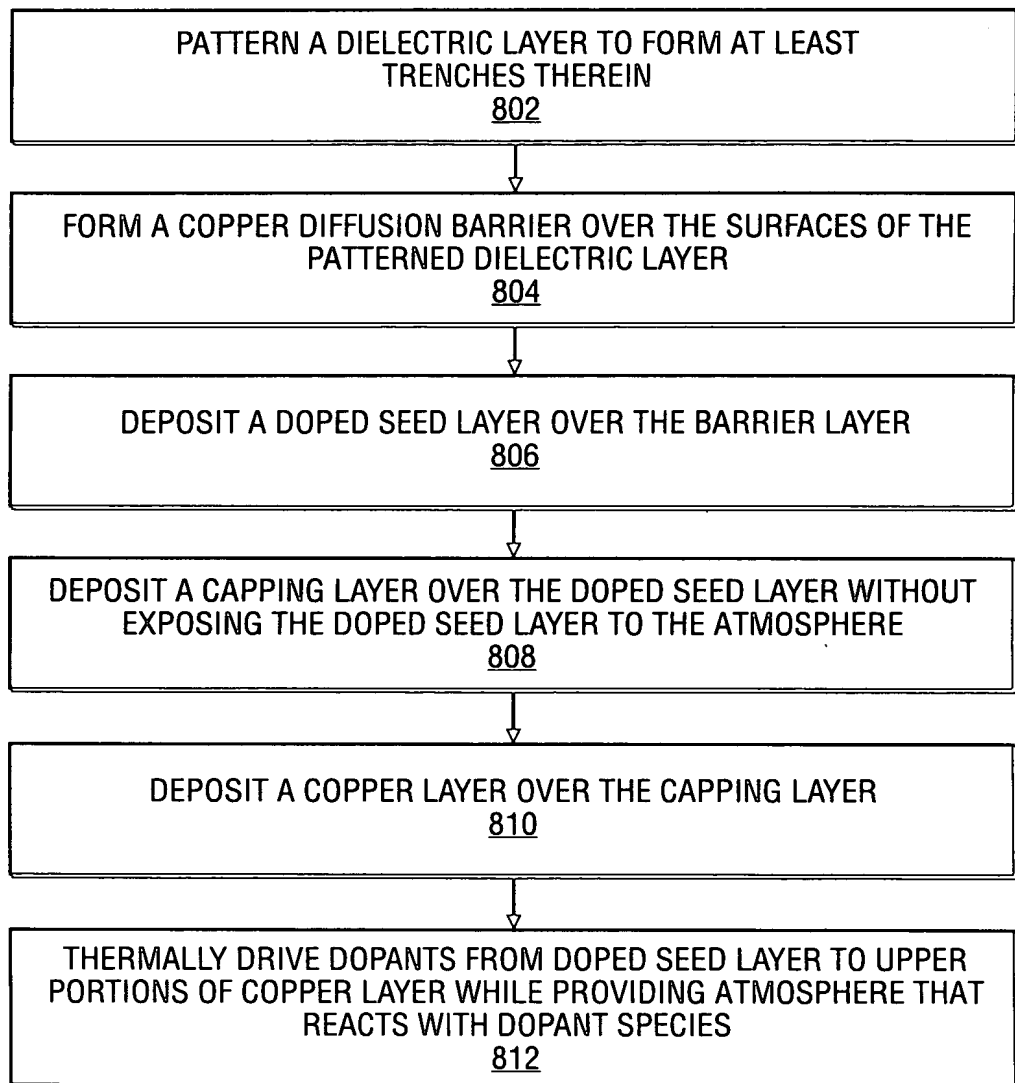 PATTERN A DIELECTRIC LAYER TO FORM AT LEAST
TRENCHES THEREIN
802
FORM A COPPER DIFFUSION BARRIER OVER THE SURFACES OF THE
PATTERNED DIELECTRIC LAYER
804
DEPOSIT A DOPED SEED LAYER OVER THE BARRIER LAYER
806
DEPOSIT A CAPPING LAYER OVER THE DOPED SEED LAYER WITHOUT
EXPOSING THE DOPED SEED LAYER TO THE ATMOSPHERE
808
DEPOSIT A COPPER LAYER OVER THE CAPPING LAYER
810
THERMALLY DRIVE DOPANTS FROM DOPED SEED LAYER TO UPPER
PORTIONS OF COPPER LAYER WHILE PROVIDING ATMOSPHERE THAT
REACTS WITH DOPANT SPECIES
812